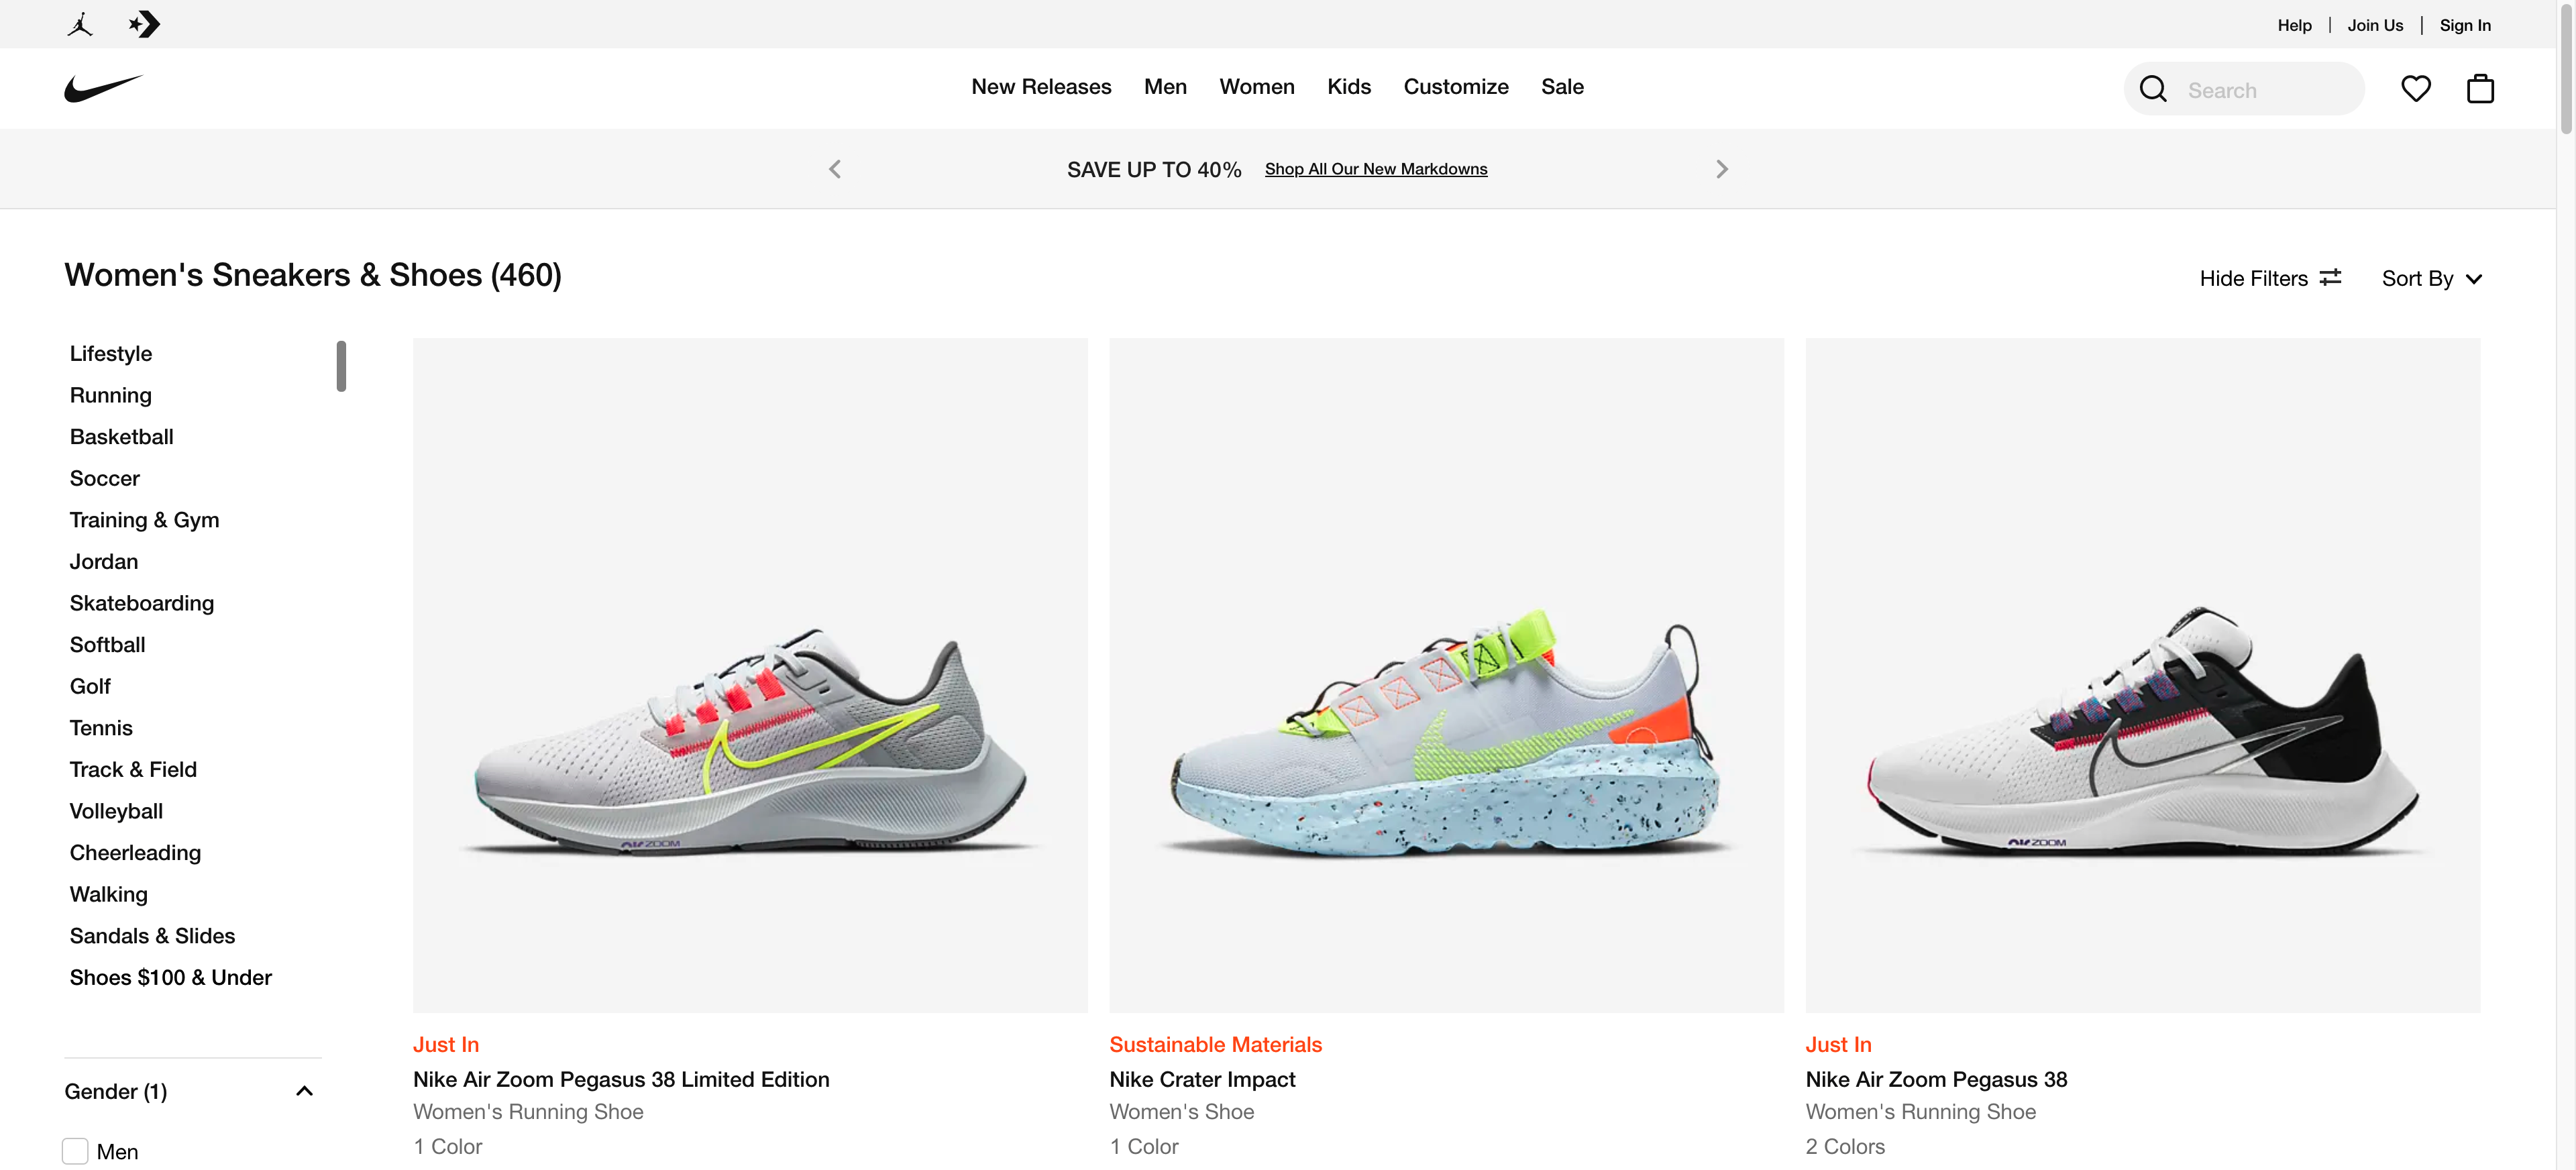 Help | Join Us | Sign In
New Releases Men Women Kids Customize Sale
Search
SAVE UP TO 40% Shop All Our New Markdowns
Women's Sneakers & Shoes (460)
Hide Filters Sort By
Lifestyle
Running
Basketball
Soccer
Training & Gym
Jordan
Skateboarding
Softball
Golf
Tennis
Track & Field
Volleyball
Cheerleading
Walking
Sandals & Slides
Shoes $100 & Under
Gender (1)
Men
AIR ZOOM
Just In
Nike Air Zoom Pegasus 38 Limited Edition
Women's Running Shoe
1 Color
Sustainable Materials
Nike Crater Impact
Women's Shoe
1 Color
AIR ZOOM
Just In
Nike Air Zoom Pegasus 38
Women's Running Shoe
2 Colors